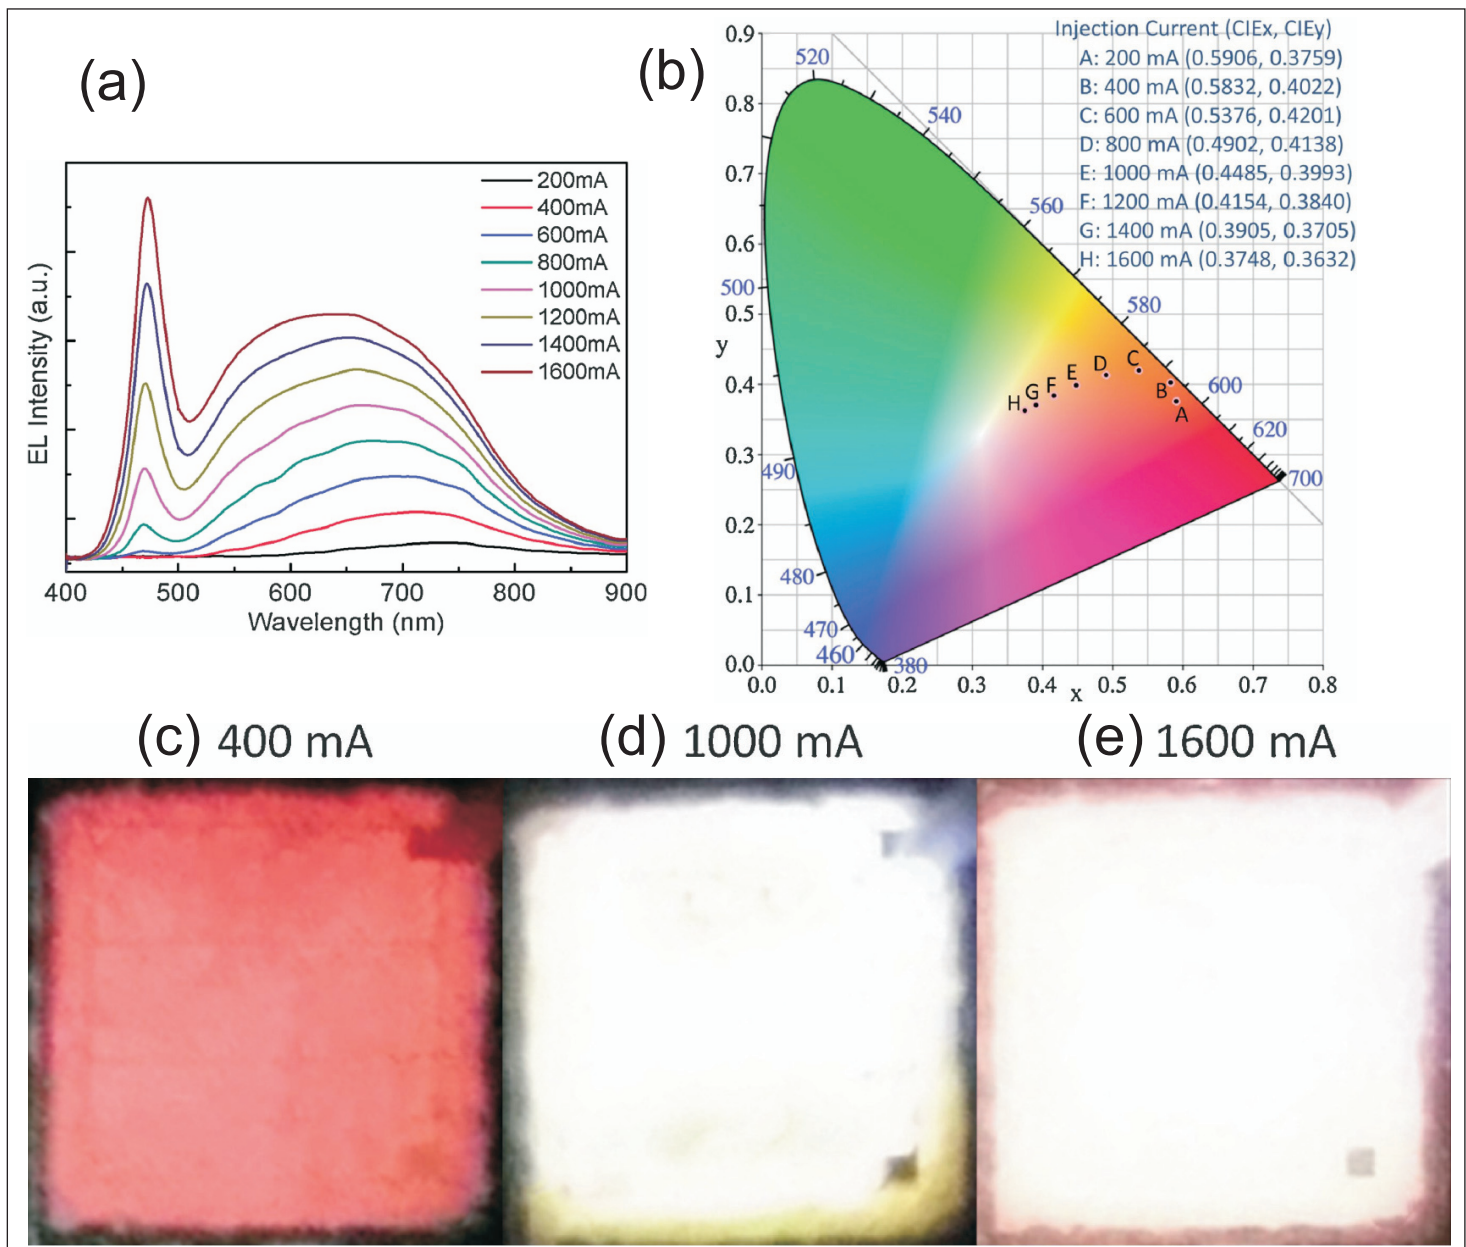 (a)
200mA
400mA
600mA
800mA
1000mA
1200mA
1400mA
1600mA
EL Intensity (a.u.)
400 500 600 700 800 900
Wavelength (nm)
(b)
Injection Current (CIEx, CIEy)
A: 200 mA (0.5906, 0.3759)
B: 400 mA (0.5832, 0.4022)
C: 600 mA (0.5376, 0.4201)
D: 800 mA (0.4902, 0.4138)
E: 1000 mA (0.4485, 0.3993)
F: 1200 mA (0.4154, 0.3840)
G: 1400 mA (0.3905, 0.3705)
H: 1600 mA (0.3748, 0.3632)
0.9
0.8
0.7
0.6
0.5
y
0.4
0.3
0.2
0.1
0.0
520
540
560
500
580
600
620
490
700
480
470
460
380
H G F E D C B A
0.0 0.1 0.2 0.3 0.4 0.5 0.6 0.7 0.8
x
(c) 400 mA
(d) 1000 mA
(e) 1600 mA